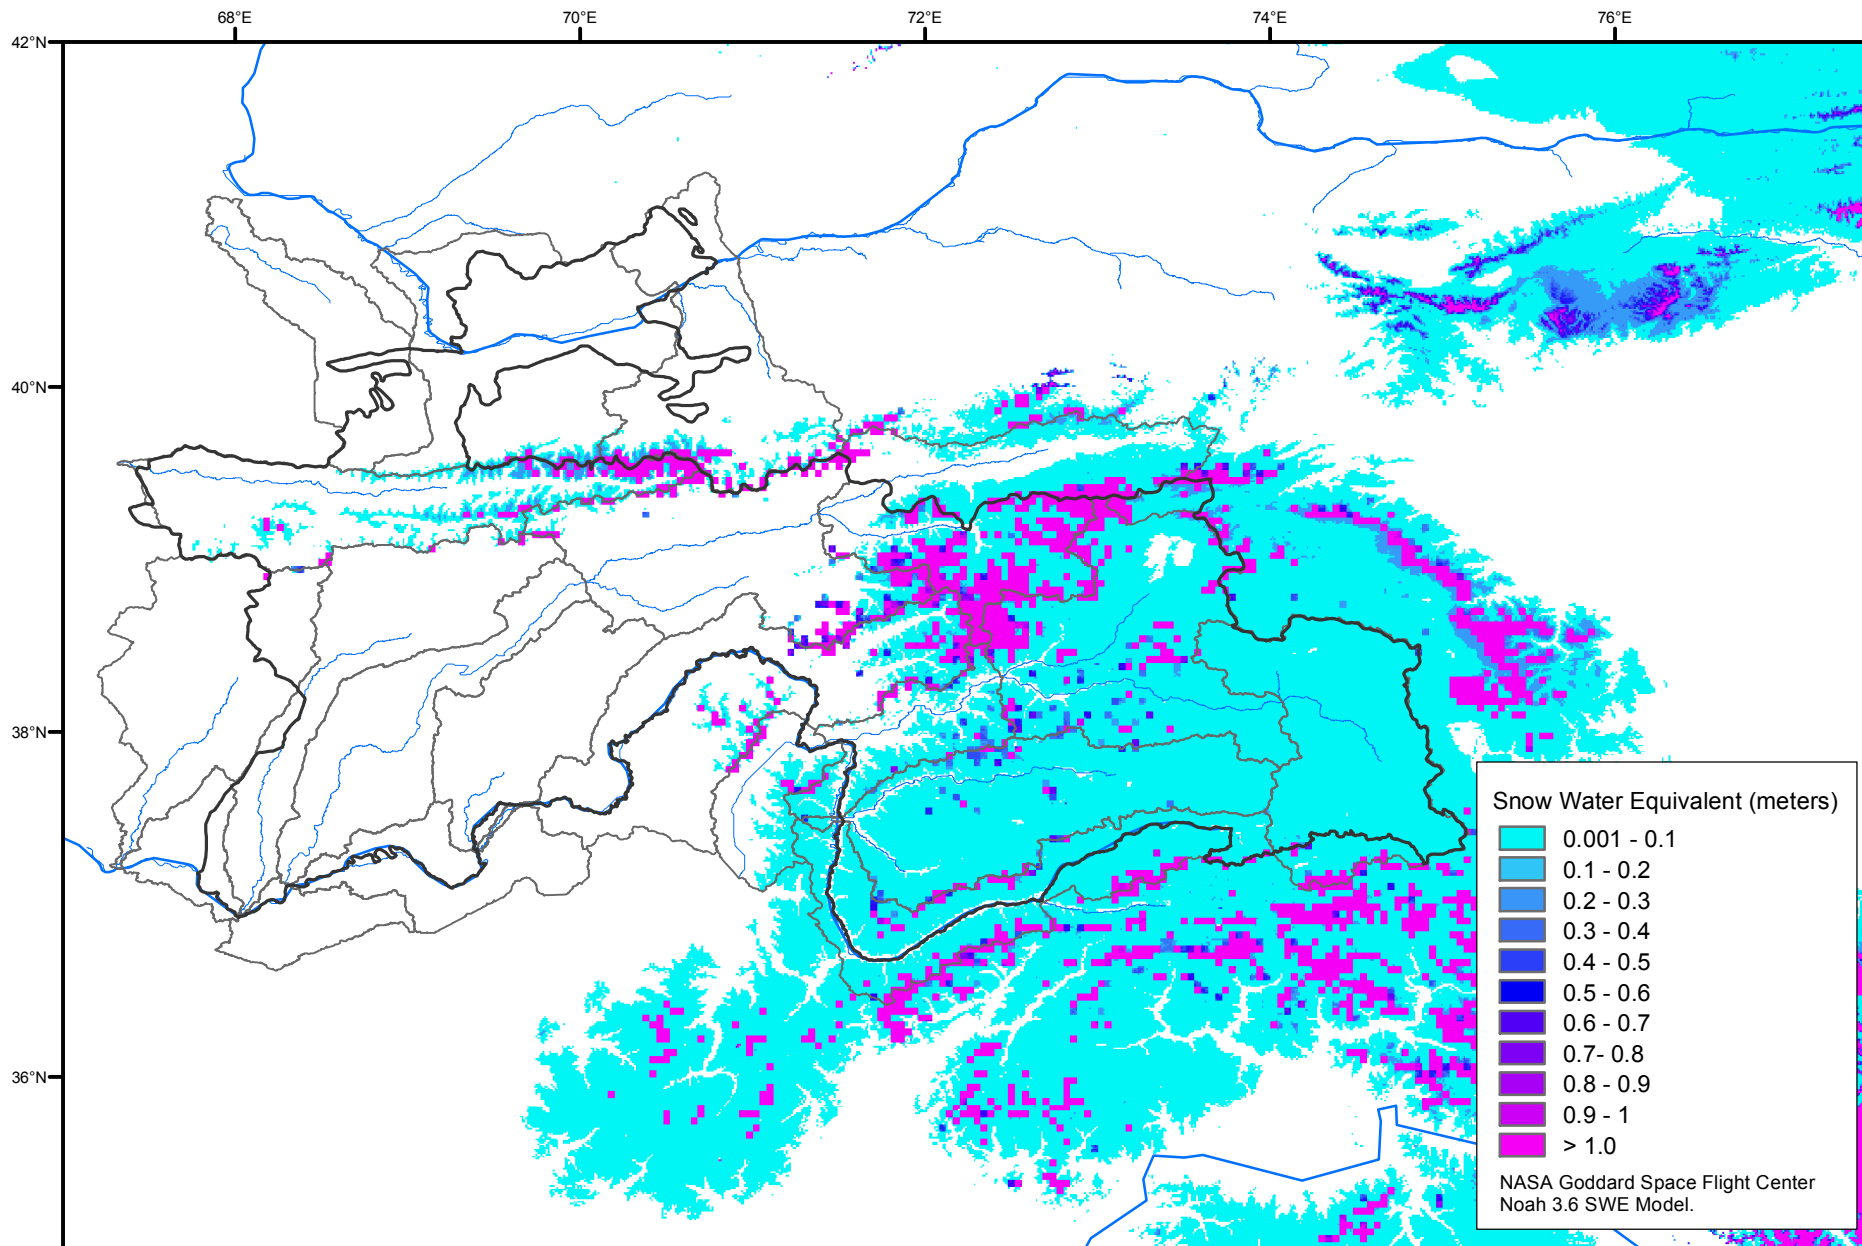 68°E 70°E 72°E 74°E 76°E
42°N
40°N
38°N
36°N
Snow Water Equivalent (meters)
0.001 - 0.1
0.1 - 0.2
0.2 - 0.3
0.3 - 0.4
0.4 - 0.5
0.5 - 0.6
0.6 - 0.7
0.7- 0.8
0.8 - 0.9
0.9 - 1
> 1.0
NASA Goddard Space Flight Center
Noah 3.6 SWE Model.